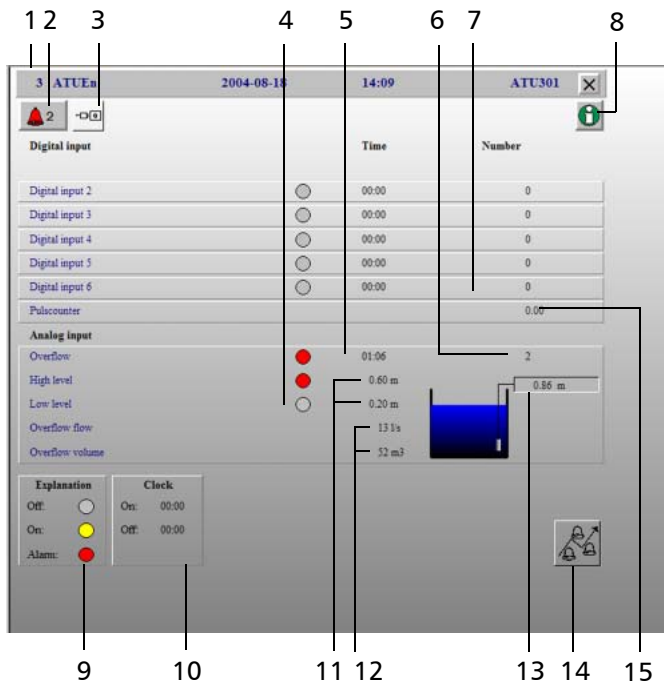 1 2 3 4 5 6 7 8
3 ATUEn 2004-08-18 14:09 ATU301
2
Digital input Time Number
Digital input 2 00:00 0
Digital input 3 00:00 0
Digital input 4 00:00 0
Digital input 5 00:00 0
Digital input 6 00:00 0
Pulscounter 0.00
Analog input
Overflow 01:06 2
High level 0.60 m 0.86 m
Low level 0.20 m
Overflow flow 13 l/s
Overflow volume 52 m3
Explanation Clock
Off: On: 00:00
On: Off: 00:00
Alarm:
9 10 11 12 13 14 15